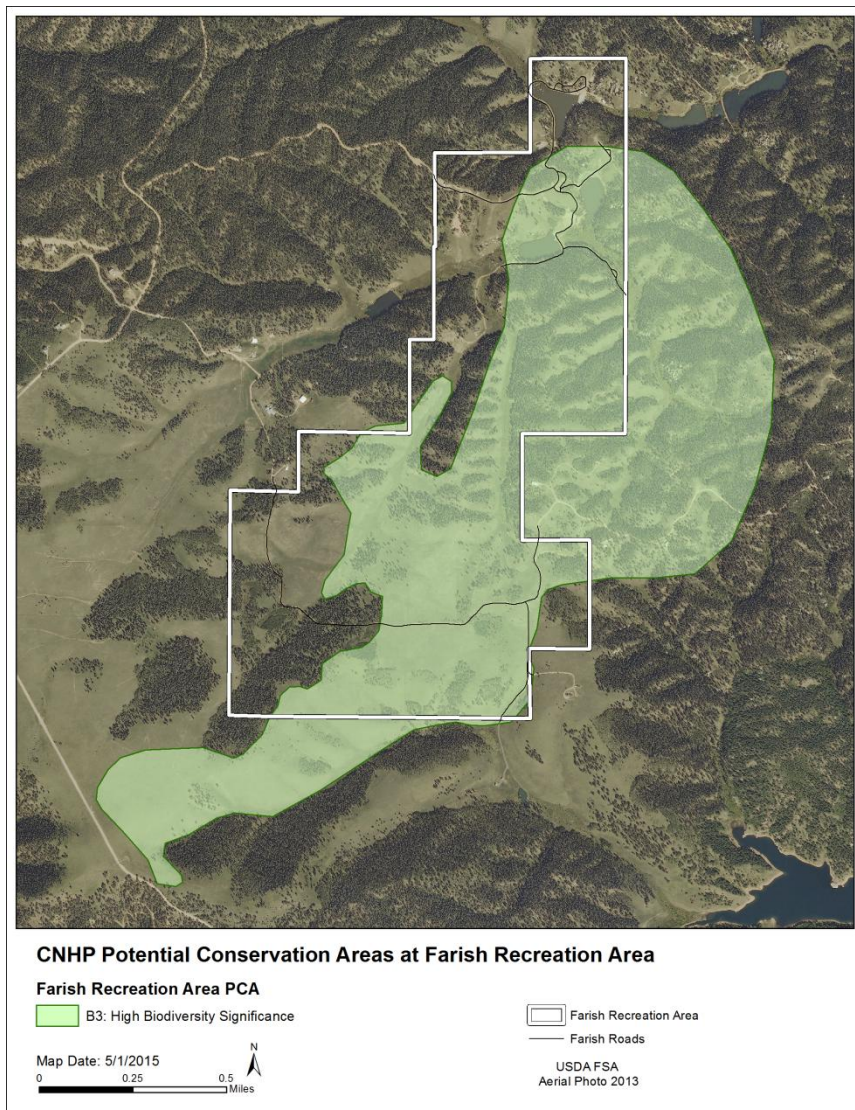 CNHP Potential Conservation Areas at Farish Recreation Area
Farish Recreation Area PCA
B3: High Biodiversity Significance
Farish Recreation Area
Farish Roads
Map Date: 5/1/2015
N
0 0.25 0.5
Miles
USDA FSA
Aerial Photo 2013